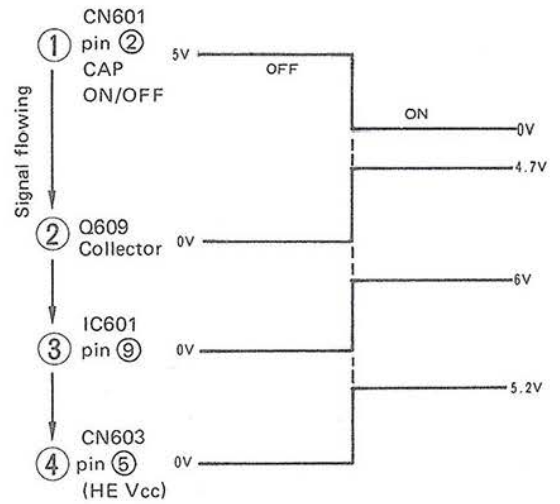 CN601
① pin ②
CAP
ON/OFF
5V
OFF
ON
0V
Signal flowing
4.7V
② Q609
Collector
0V
6V
IC601
③ pin ⑨
0V
5.2V
CN603
④ pin ⑤
(HE Vcc)
0V